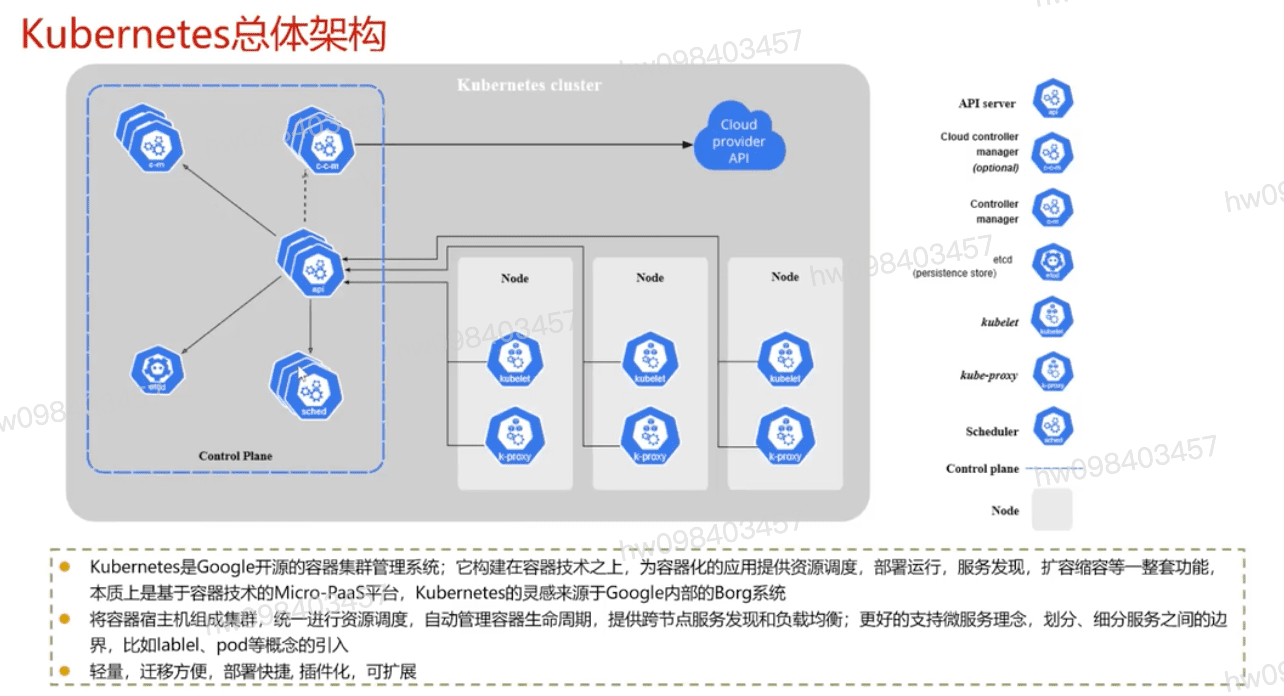 Kubernetes总体架构
Kubernetes cluster
c-m
c-c-m
Cloud
provider
API
api
etcd
sched
Control Plane
Node
Node
Node
kubelet
kubelet
kubelet
k-proxy
k-proxy
k-proxy
API server
api
Cloud controller
manager
(optional)
c-c-m
Controller
manager
c-m
etcd
(persistence store)
etcd
kubelet
kubelet
kube-proxy
k-proxy
Scheduler
sched
Control plane
Node
Kubernetes是Google开源的容器集群管理系统；它构建在容器技术之上，为容器化的应用提供资源调度，部署运行，服务发现，扩容缩容等一整套功能，
本质上是基于容器技术的Micro-PaaS平台，Kubernetes的灵感来源于Google内部的Borg系统
将容器宿主机组成集群，统一进行资源调度，自动管理容器生命周期，提供跨节点服务发现和负载均衡；更好的支持微服务理念，划分、细分服务之间的边
界，比如lablel、pod等概念的引入
轻量，迁移方便，部署快捷, 插件化，可扩展
hw098403457
hw098403457
hw098403457
hw098403457
hw098403457